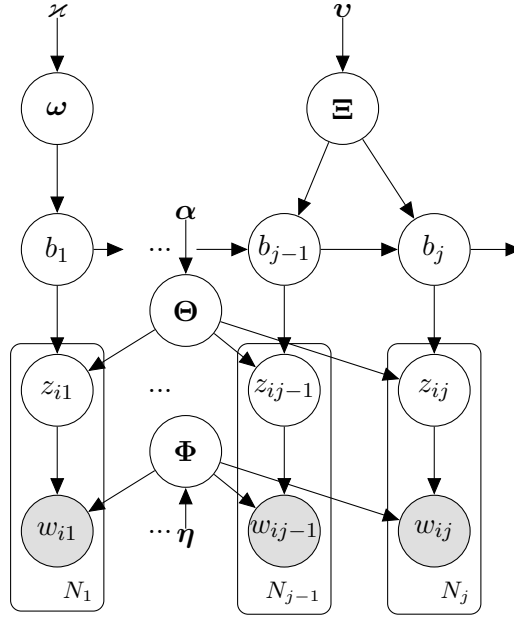 ϰ υ
ω Ξ
α
b₁ ... bⱼ₋₁ bⱼ
Θ
zᵢ₁ ... zᵢⱼ₋₁ zᵢⱼ
Φ
wᵢ₁ ... η wᵢⱼ₋₁ wᵢⱼ
N₁ Nⱼ₋₁ Nⱼ